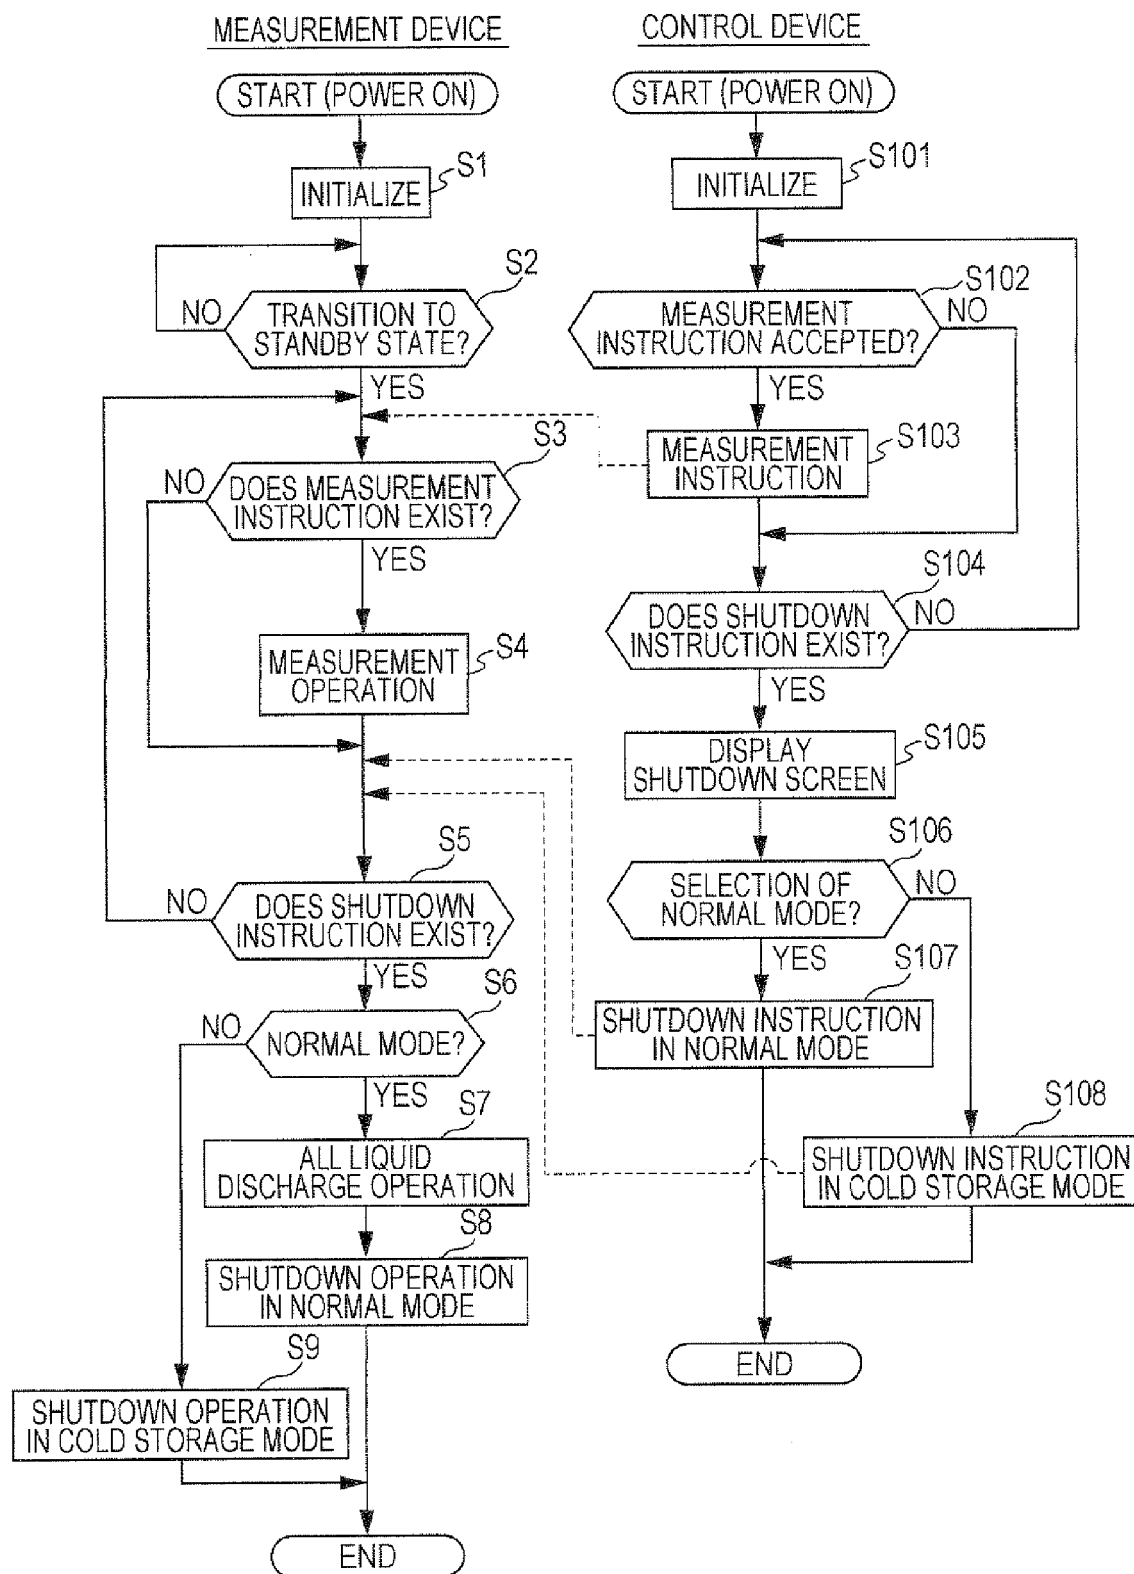 MEASUREMENT DEVICE
START (POWER ON)
S1
INITIALIZE
S2
NO
TRANSITION TO
STANDBY STATE?
YES
S3
NO
DOES MEASUREMENT
INSTRUCTION EXIST?
YES
S4
MEASUREMENT
OPERATION
S5
NO
DOES SHUTDOWN
INSTRUCTION EXIST?
YES
S6
NO
NORMAL MODE?
YES
S7
ALL LIQUID
DISCHARGE OPERATION
S8
SHUTDOWN OPERATION
IN NORMAL MODE
S9
SHUTDOWN OPERATION
IN COLD STORAGE MODE
END
CONTROL DEVICE
START (POWER ON)
S101
INITIALIZE
S102
MEASUREMENT
INSTRUCTION ACCEPTED?
NO
YES
S103
MEASUREMENT
INSTRUCTION
S104
DOES SHUTDOWN
INSTRUCTION EXIST?
NO
YES
S105
DISPLAY
SHUTDOWN SCREEN
S106
SELECTION OF
NORMAL MODE?
NO
YES
S107
SHUTDOWN INSTRUCTION
IN NORMAL MODE
S108
SHUTDOWN INSTRUCTION
IN COLD STORAGE MODE
END